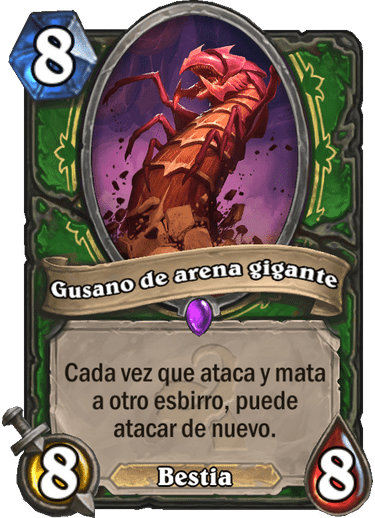 8
Gusano de arena gigante
Cada vez que ataca y mata
a otro esbirro, puede
atacar de nuevo.
8
Bestia
8